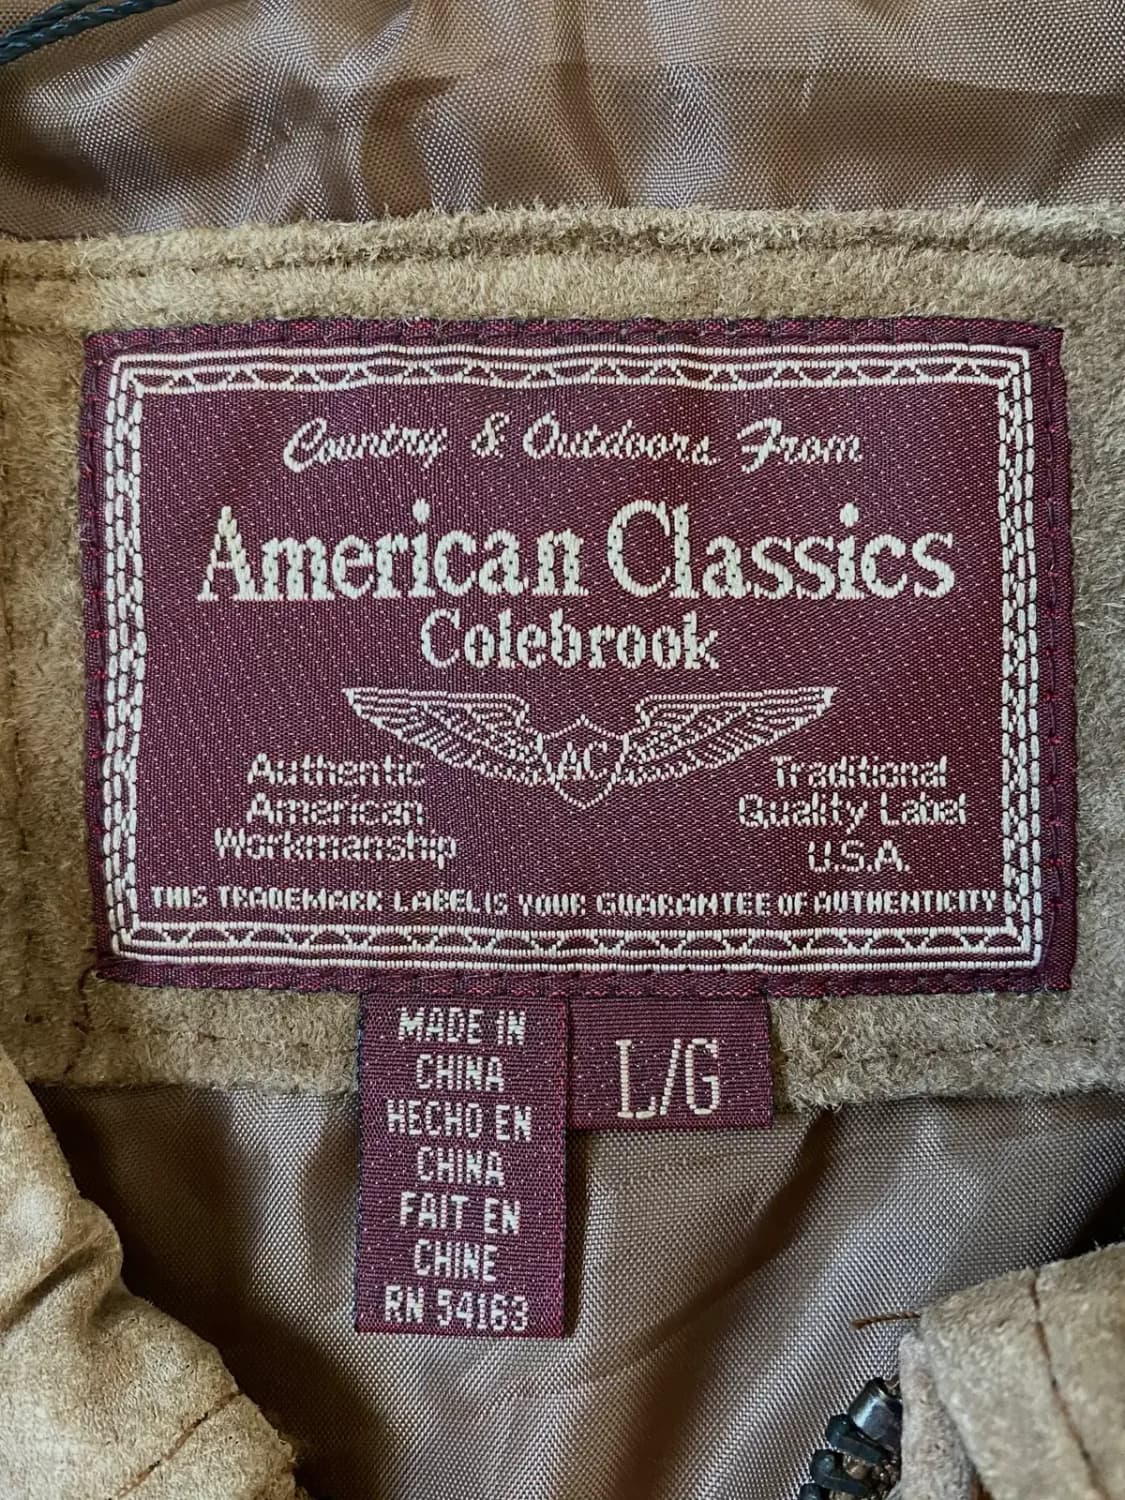 Country & Outdoors From
American Classics
Colebrook
AC
Authentic
American
Workmanship
Traditional
Quality Label
U.S.A.
THIS TRADEMARK LABEL IS YOUR GUARANTEE OF AUTHENTICITY
MADE IN
CHINA
HECHO EN
CHINA
FAIT EN
CHINE
RN 54163
L/G